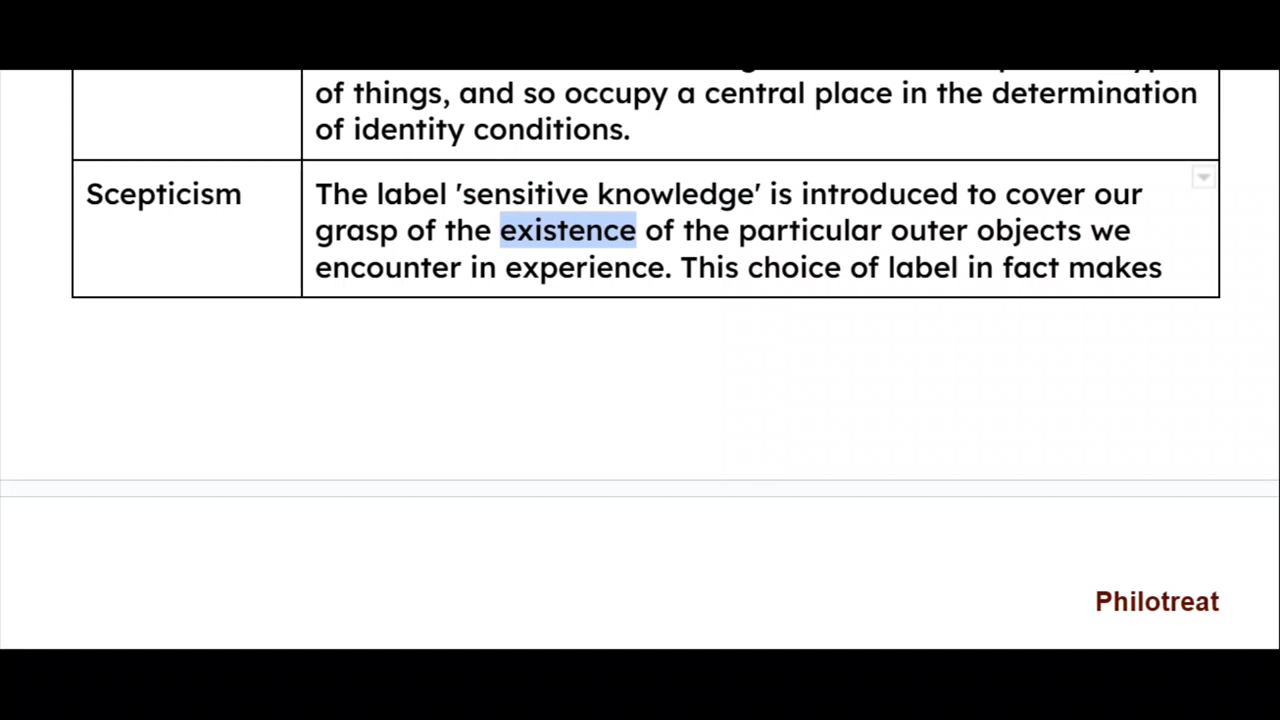 of things, and so occupy a central place in the determination
of identity conditions.
Scepticism
The label 'sensitive knowledge' is introduced to cover our
grasp of the existence of the particular outer objects we
encounter in experience. This choice of label in fact makes
Philotreat